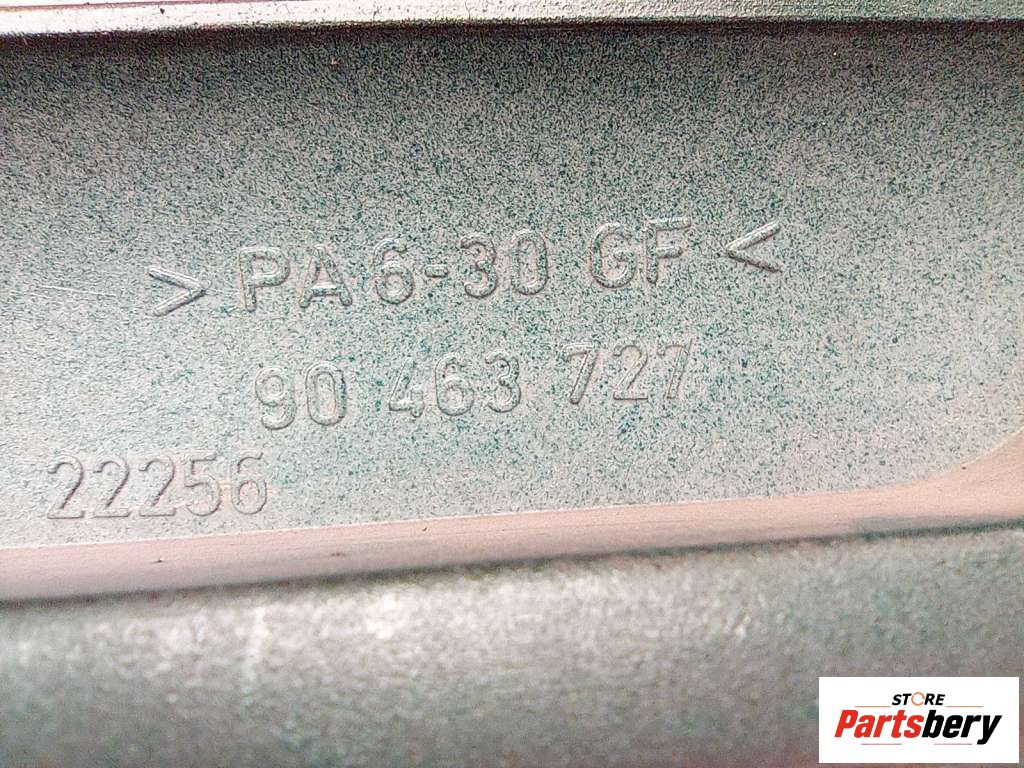 > PA6-30 GF <
90 463 727
22256
STORE
Partsbery